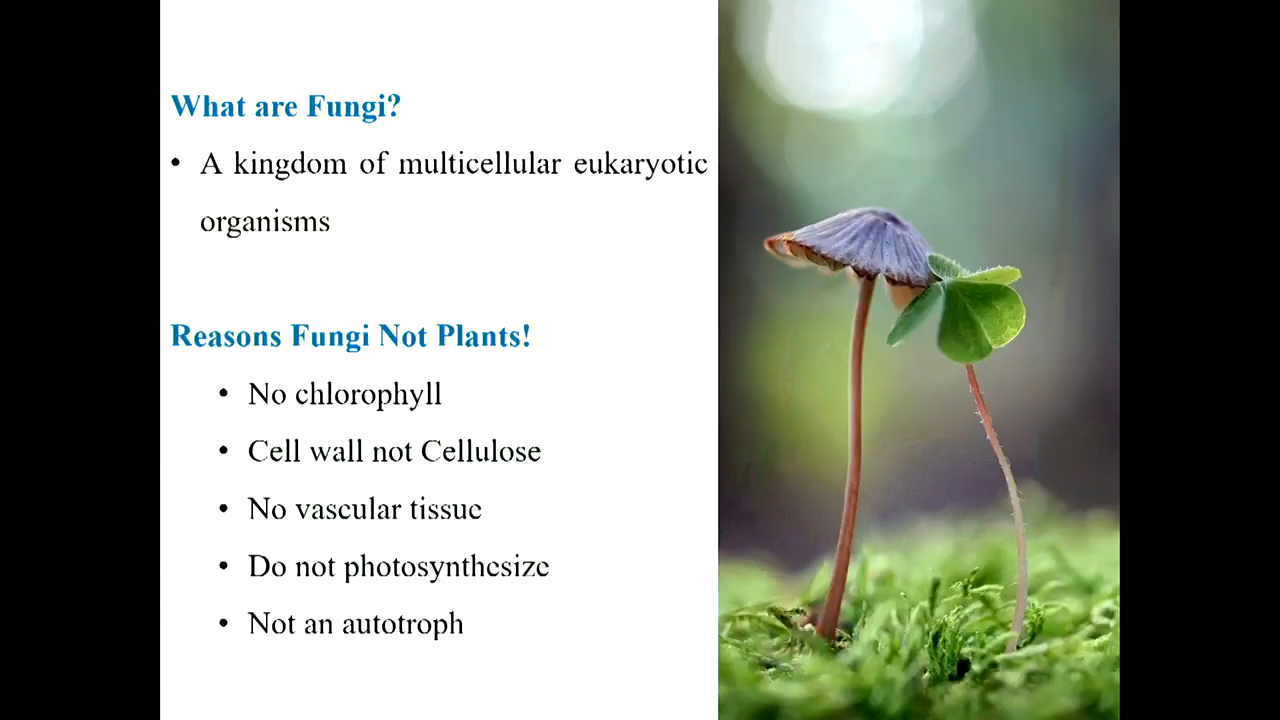 What are Fungi?
• A kingdom of multicellular eukaryotic
organisms
Reasons Fungi Not Plants!
• No chlorophyll
• Cell wall not Cellulose
• No vascular tissue
• Do not photosynthesize
• Not an autotroph